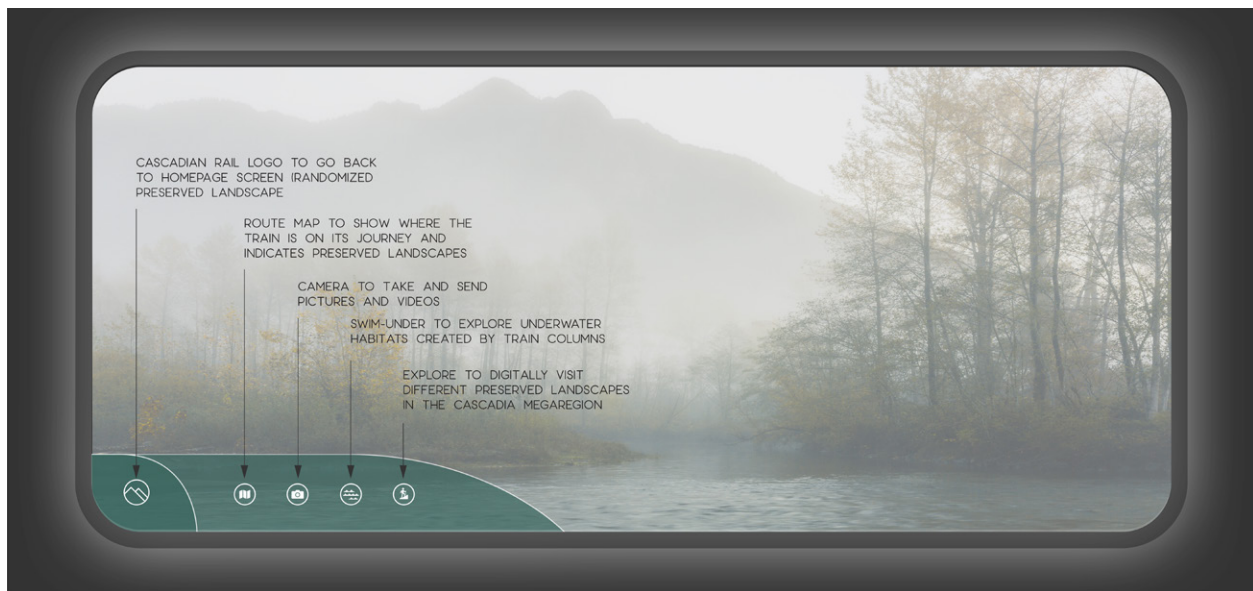 CASCADIAN RAIL LOGO TO GO BACK
TO HOMEPAGE SCREEN (RANDOMIZED
PRESERVED LANDSCAPE
ROUTE MAP TO SHOW WHERE THE
TRAIN IS ON ITS JOURNEY AND
INDICATES PRESERVED LANDSCAPES
CAMERA TO TAKE AND SEND
PICTURES AND VIDEOS
SWIM-UNDER TO EXPLORE UNDERWATER
HABITATS CREATED BY TRAIN COLUMNS
EXPLORE TO DIGITALLY VISIT
DIFFERENT PRESERVED LANDSCAPES
IN THE CASCADIA MEGAREGION